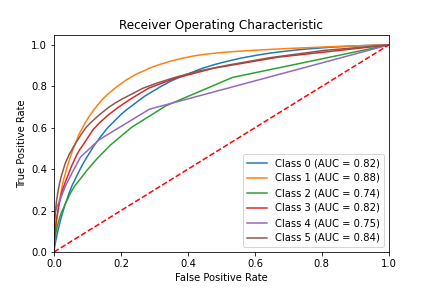 Receiver Operating Characteristic
True Positive Rate
1.0
0.8
0.6
0.4
0.2
0.0
Class 0 (AUC = 0.82)
Class 1 (AUC = 0.88)
Class 2 (AUC = 0.74)
Class 3 (AUC = 0.82)
Class 4 (AUC = 0.75)
Class 5 (AUC = 0.84)
0.0 0.2 0.4 0.6 0.8 1.0
False Positive Rate